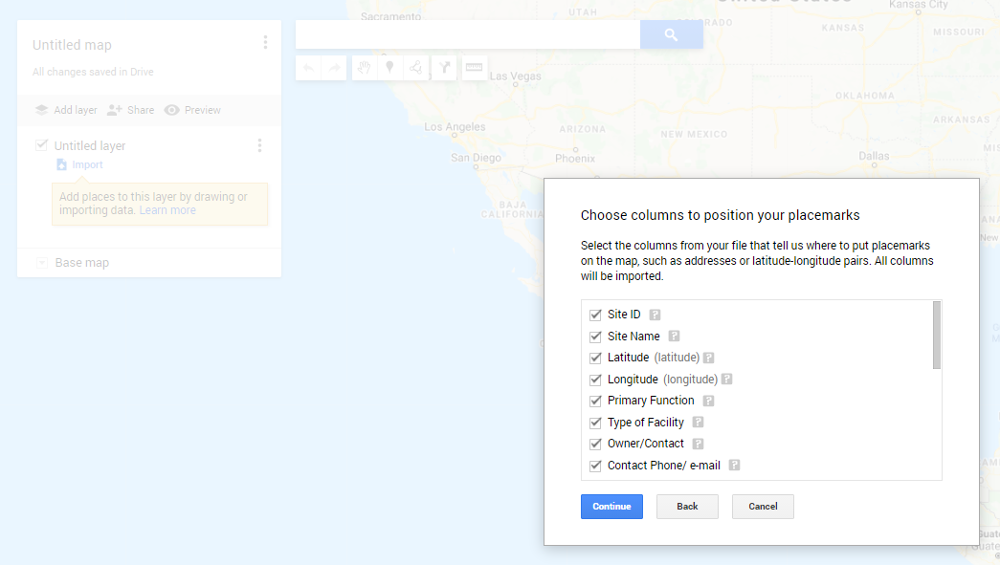 Untitled map
All changes saved in Drive
Add layer
Share
Preview
Untitled layer
Import
Add places to this layer by drawing or
importing data. Learn more
Base map
Sacramento
UTAH
United States
COLORADO
Kansas City
KANSAS
MISSOURI
Las Vegas
OKLAHOMA
Los Angeles
ARIZONA
NEW MEXICO
ARKANSAS
San Diego
Phoenix
Dallas
BAJA
CALIFORNIA
Choose columns to position your placemarks
Select the columns from your file that tell us where to put placemarks
on the map, such as addresses or latitude-longitude pairs. All columns
will be imported.
Site ID ?
Site Name ?
Latitude (latitude) ?
Longitude (longitude) ?
Primary Function ?
Type of Facility ?
Owner/Contact ?
Contact Phone/ e-mail ?
Continue
Back
Cancel
New
Guate